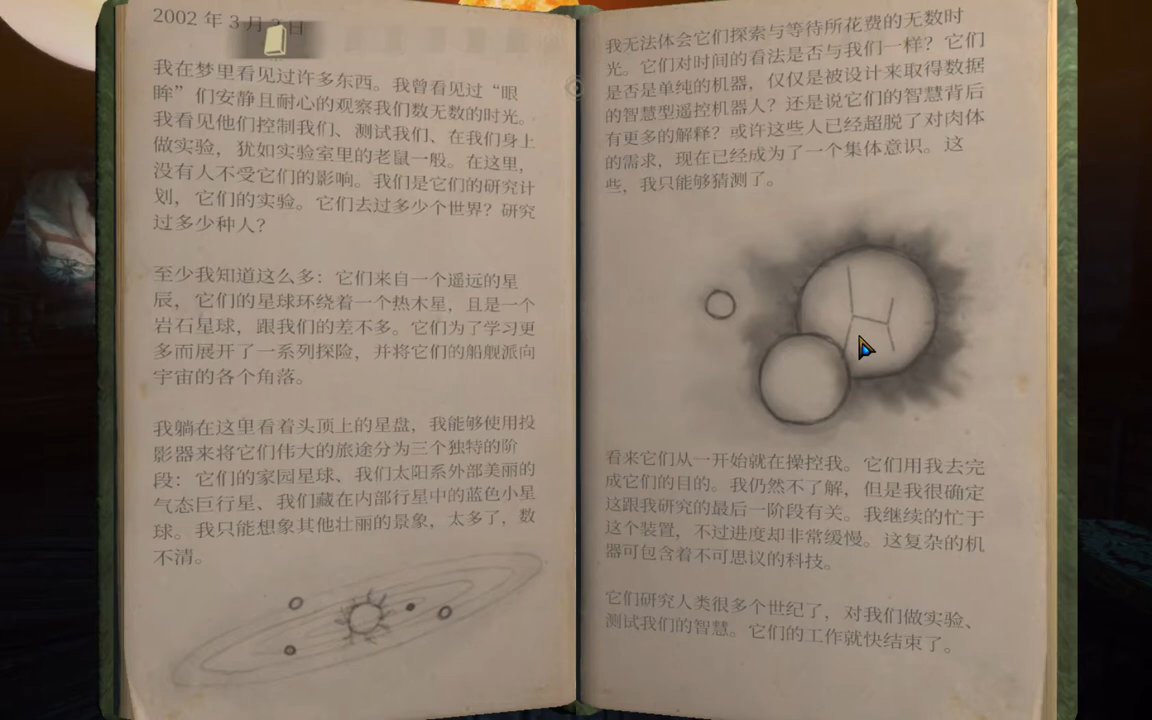 2002 年 3 月 日
我在梦里看见过许多东西。我曾看见过“眼
眸”们安静且耐心的观察我们数无数的时光。
我看见他们控制我们、测试我们、在我们身上
做实验，犹如实验室里的老鼠一般。在这里，
没有人不受它们的影响。我们是它们的研究计
划，它们的实验。它们去过多少个世界？研究
过多少种人？
至少我知道这么多：它们来自一个遥远的星
辰，它们的星球环绕着一个热木星，且是一个
岩石星球，跟我们的差不多。它们为了学习更
多而展开了一系列探险，并将它们的船舰派向
宇宙的各个角落。
我躺在这里看着头顶上的星盘，我能够使用投
影器来将它们伟大的旅途分为三个独特的阶
段：它们的家园星球、我们太阳系外部美丽的
气态巨行星、我们藏在内部行星中的蓝色小星
球。我只能想象其他壮丽的景象，太多了，数
不清。
我无法体会它们探索与等待所花费的无数时
光。它们对时间的看法是否与我们一样？它们
是否是单纯的机器，仅仅是被设计来取得数据
的智慧型遥控机器人？还是说它们的智慧背后
有更多的解释？或许这些人已经超脱了对肉体
的需求，现在已经成为了一个集体意识。这
些，我只能够猜测了。
看来它们从一开始就在操控我。它们用我去完
成它们的目的。我仍然不了解，但是我很确定
这跟我研究的最后一阶段有关。我继续的忙于
这个装置，不过进度却非常缓慢。这复杂的机
器可包含着不可思议的科技。
它们研究人类很多个世纪了，对我们做实验、
测试我们的智慧。它们的工作就快结束了。